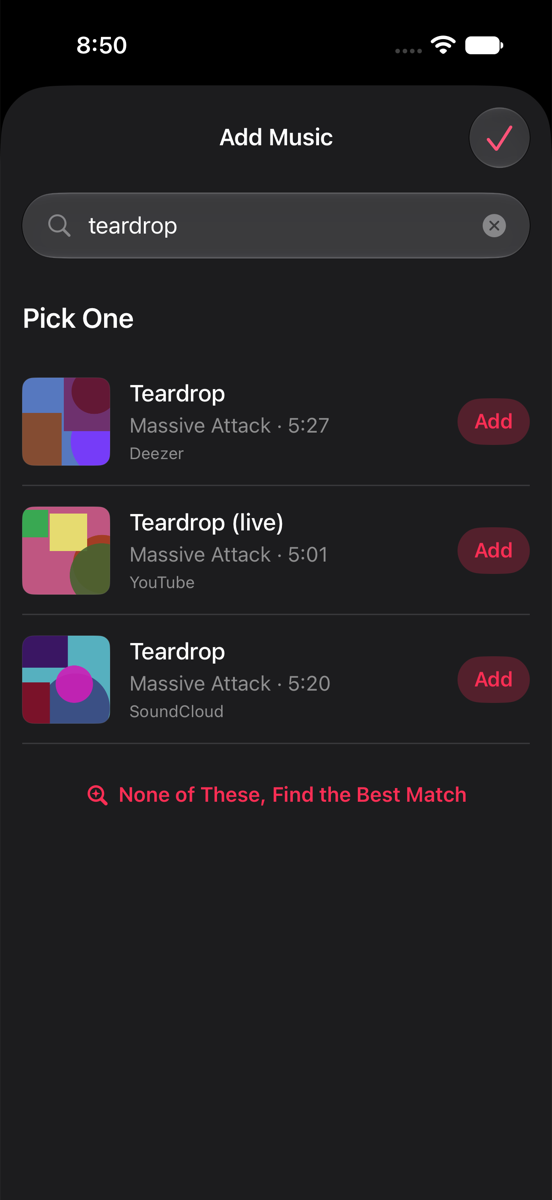 8:50
Add Music
teardrop
Pick One
Teardrop
Massive Attack · 5:27
Deezer
Add
Teardrop (live)
Massive Attack · 5:01
YouTube
Add
Teardrop
Massive Attack · 5:20
SoundCloud
Add
None of These, Find the Best Match